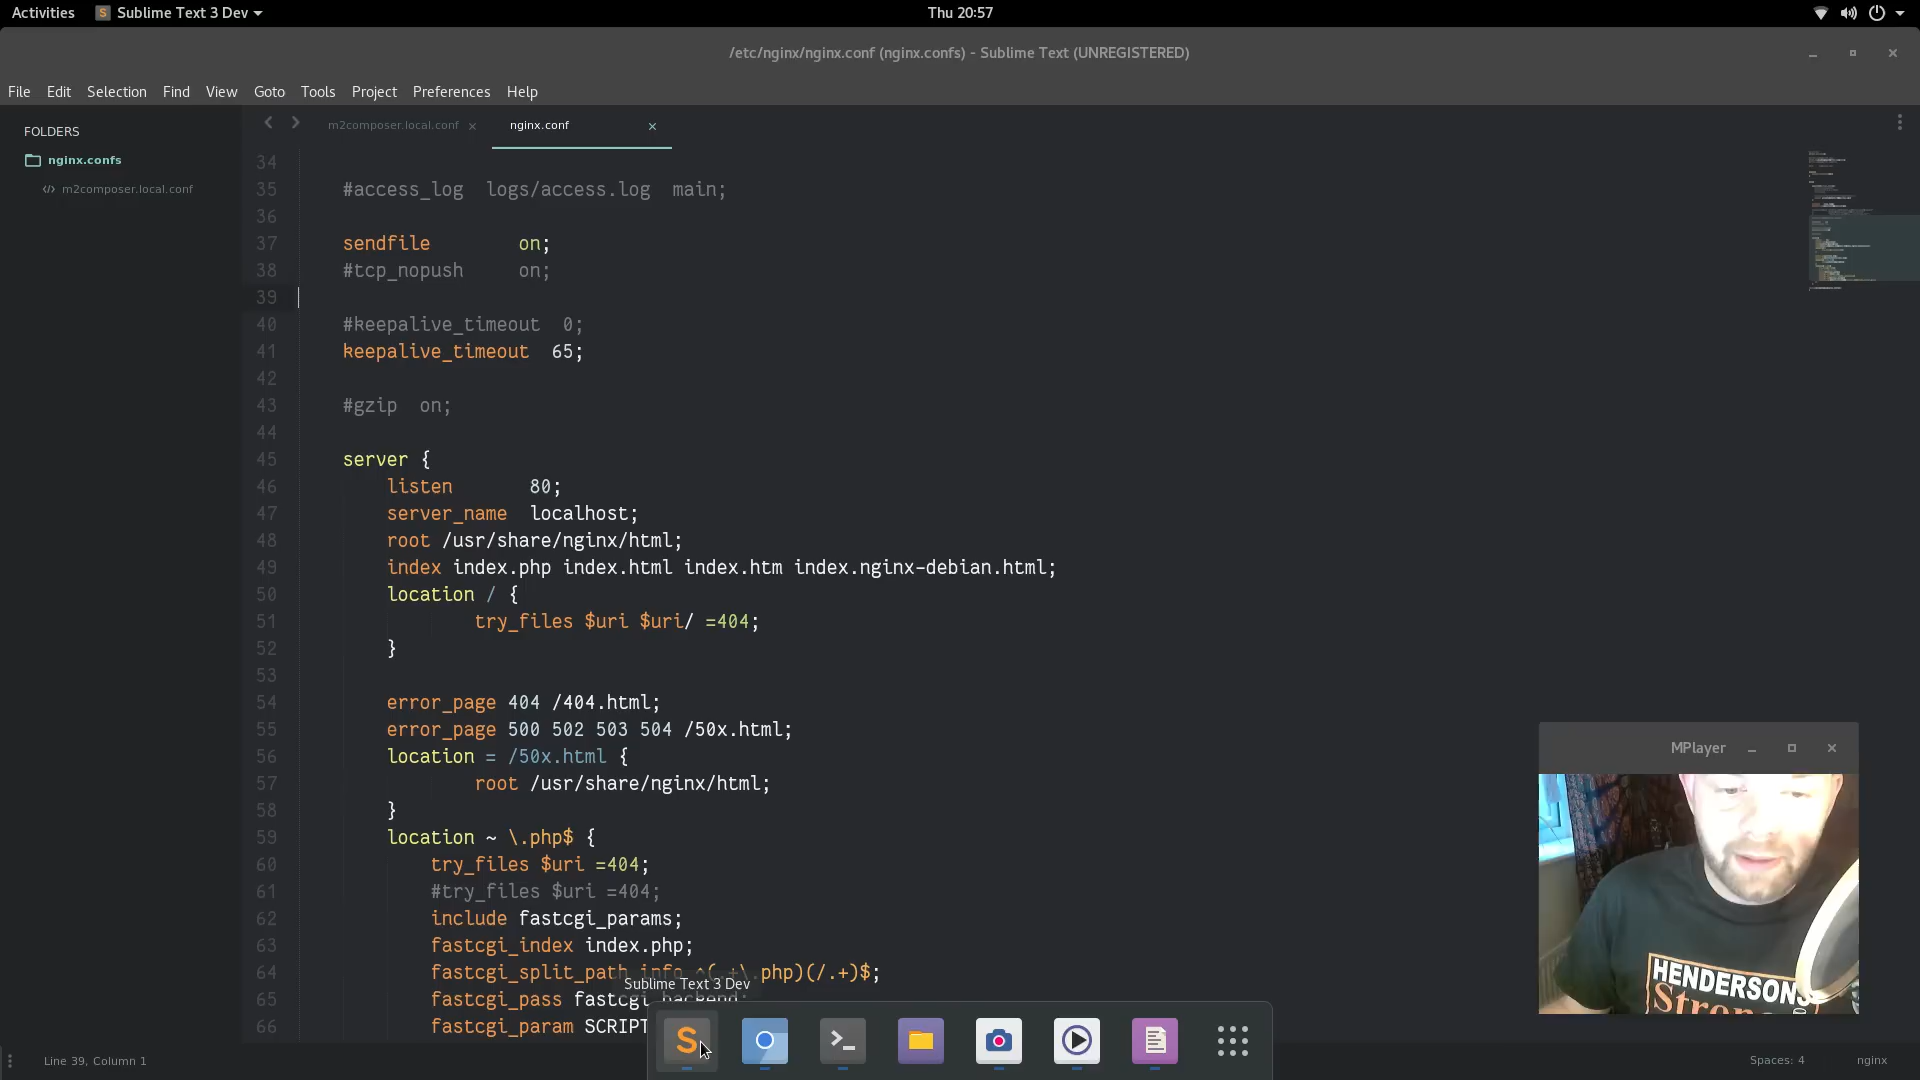 Activities Sublime Text 3 Dev Thu 20:57
/etc/nginx/nginx.conf (nginx.confs) - Sublime Text (UNREGISTERED)
File Edit Selection Find View Goto Tools Project Preferences Help
FOLDERS
nginx.confs
m2composer.local.conf
m2composer.local.conf nginx.conf
34
35 #access_log logs/access.log main;
36
37 sendfile on;
38 #tcp_nopush on;
39
40 #keepalive_timeout 0;
41 keepalive_timeout 65;
42
43 #gzip on;
44
45 server {
46 listen 80;
47 server_name localhost;
48 root /usr/share/nginx/html;
49 index index.php index.html index.htm index.nginx-debian.html;
50 location / {
51 try_files $uri $uri/ =404;
52 }
53
54 error_page 404 /404.html;
55 error_page 500 502 503 504 /50x.html;
56 location = /50x.html {
57 root /usr/share/nginx/html;
58 }
59 location ~ \.php$ {
60 try_files $uri =404;
61 #try_files $uri =404;
62 include fastcgi_params;
63 fastcgi_index index.php;
64 fastcgi_split_path_info ^(.+\.php)(/.+)$;
65 fastcgi_pass fastcgi_backend;
66 fastcgi_param SCRIPT
Sublime Text 3 Dev
MPlayer
HENDERSONS
Strong
Line 39, Column 1 Spaces: 4 nginx